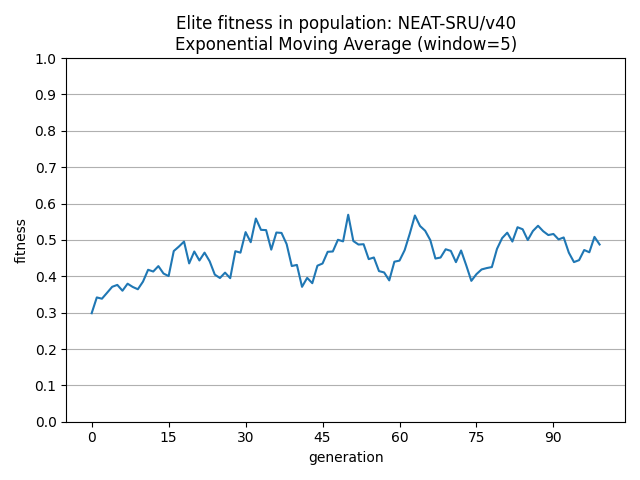 Elite fitness in population: NEAT-SRU/v40
Exponential Moving Average (window=5)
1.0
0.9
0.8
0.7
0.6
0.5
0.4
0.3
0.2
0.1
0.0
fitness
0 15 30 45 60 75 90
generation